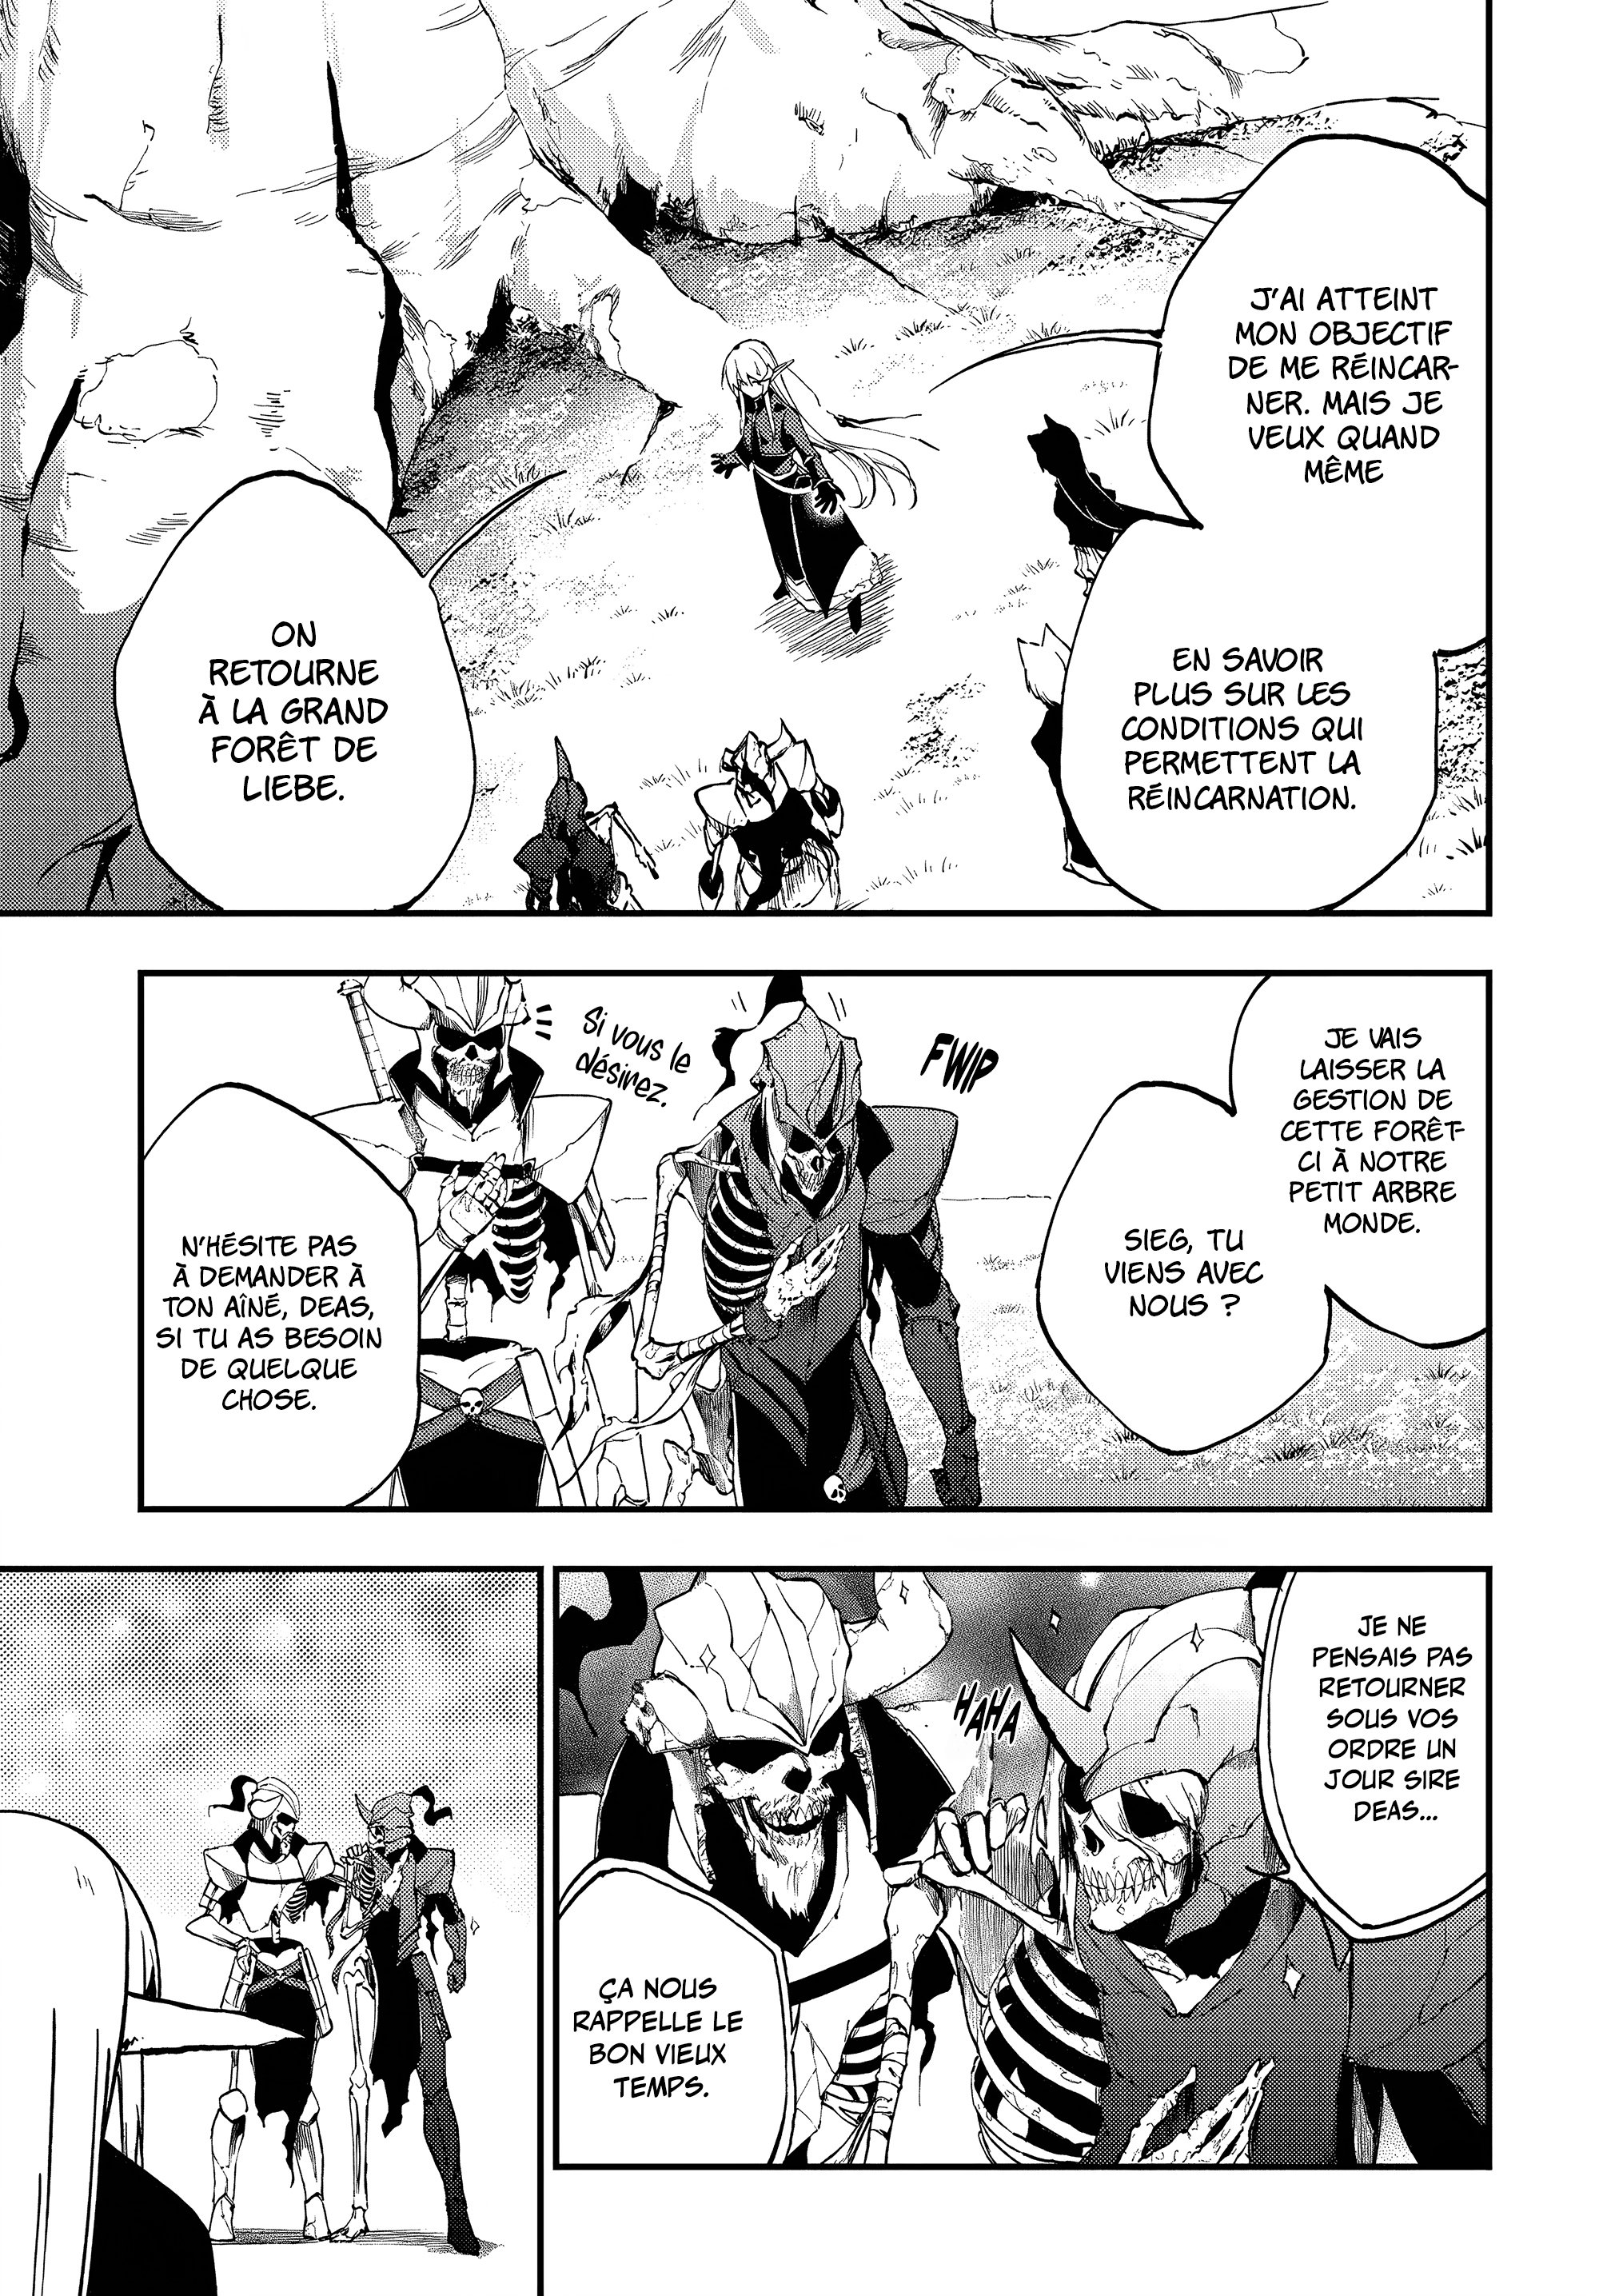 J'AI ATTEINT
MON OBJECTIF
DE ME RÉINCAR-
NER. MAIS JE
VEUX QUAND
MÊME
EN SAVOIR
PLUS SUR LES
CONDITIONS QUI
PERMETTENT LA
RÉINCARNATION.
ON
RETOURNE
À LA GRAND
FORÊT DE
LIEBE.
JE VAIS
LAISSER LA
GESTION DE
CETTE FORÊT-
CI À NOTRE
PETIT ARBRE
MONDE.
SIEG, TU
VIENS AVEC
NOUS ?
FWIP
Si vous le
désirez.
N'HÉSITE PAS
À DEMANDER À
TON AÎNÉ, DEAS,
SI TU AS BESOIN
DE QUELQUE
CHOSE.
JE NE
PENSAIS PAS
RETOURNER
SOUS VOS
ORDRE UN
JOUR SIRE
DEAS...
HAHA
ÇA NOUS
RAPPELLE LE
BON VIEUX
TEMPS.